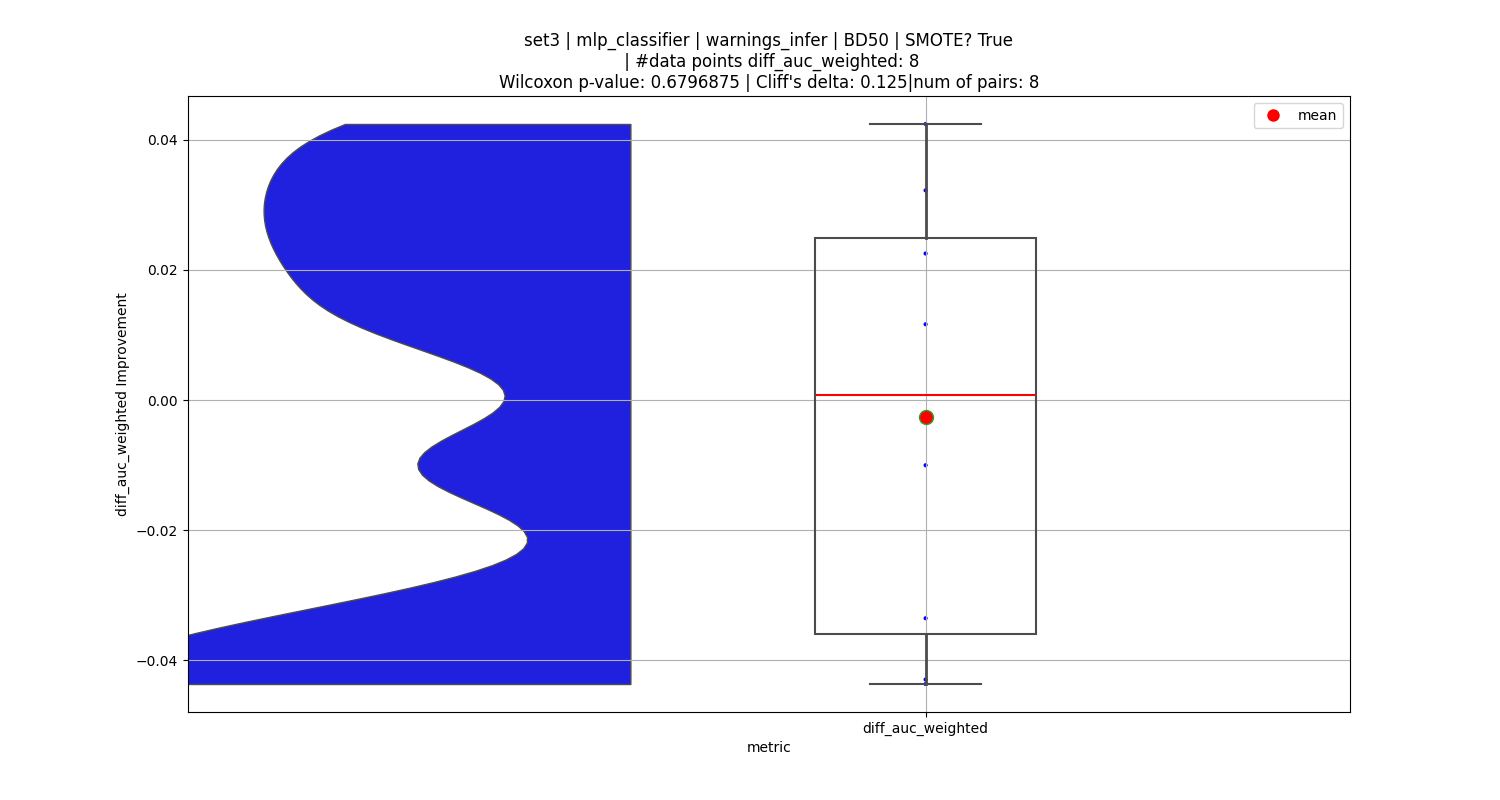 set3 | mlp_classifier | warnings_infer | BD50 | SMOTE? True
| #data points diff_auc_weighted: 8
Wilcoxon p-value: 0.6796875 | Cliff's delta: 0.125|num of pairs: 8
mean
0.04
0.02
0.00
−0.02
−0.04
diff_auc_weighted Improvement
diff_auc_weighted
metric